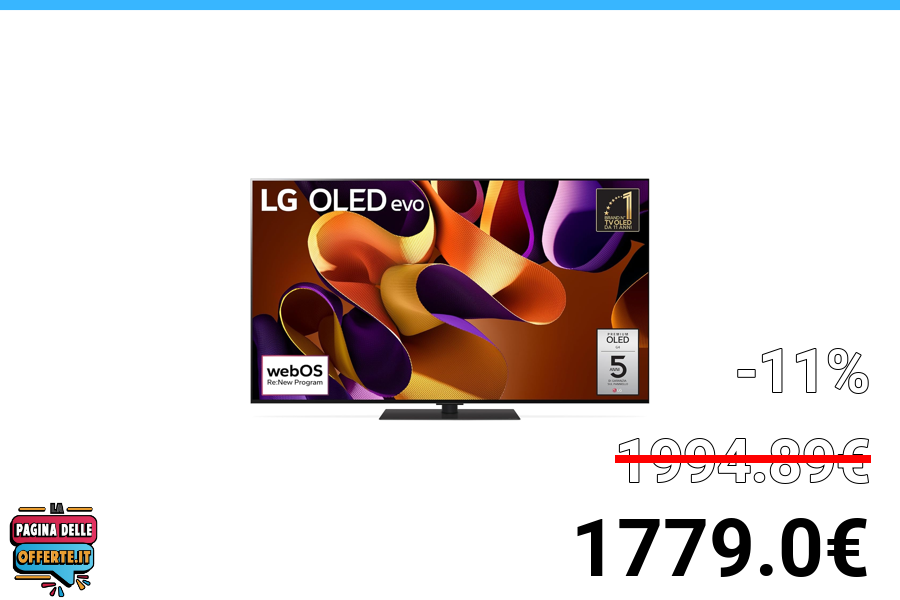 LG OLED evo
1
BRAND N°
TV OLED
DA 11 ANNI
PREMIUM
OLED
5
ANNI
webOS
Re:New Program
-11%
1994.89€
1779.0€
LA
PAGINA DELLE
OFFERTE.IT